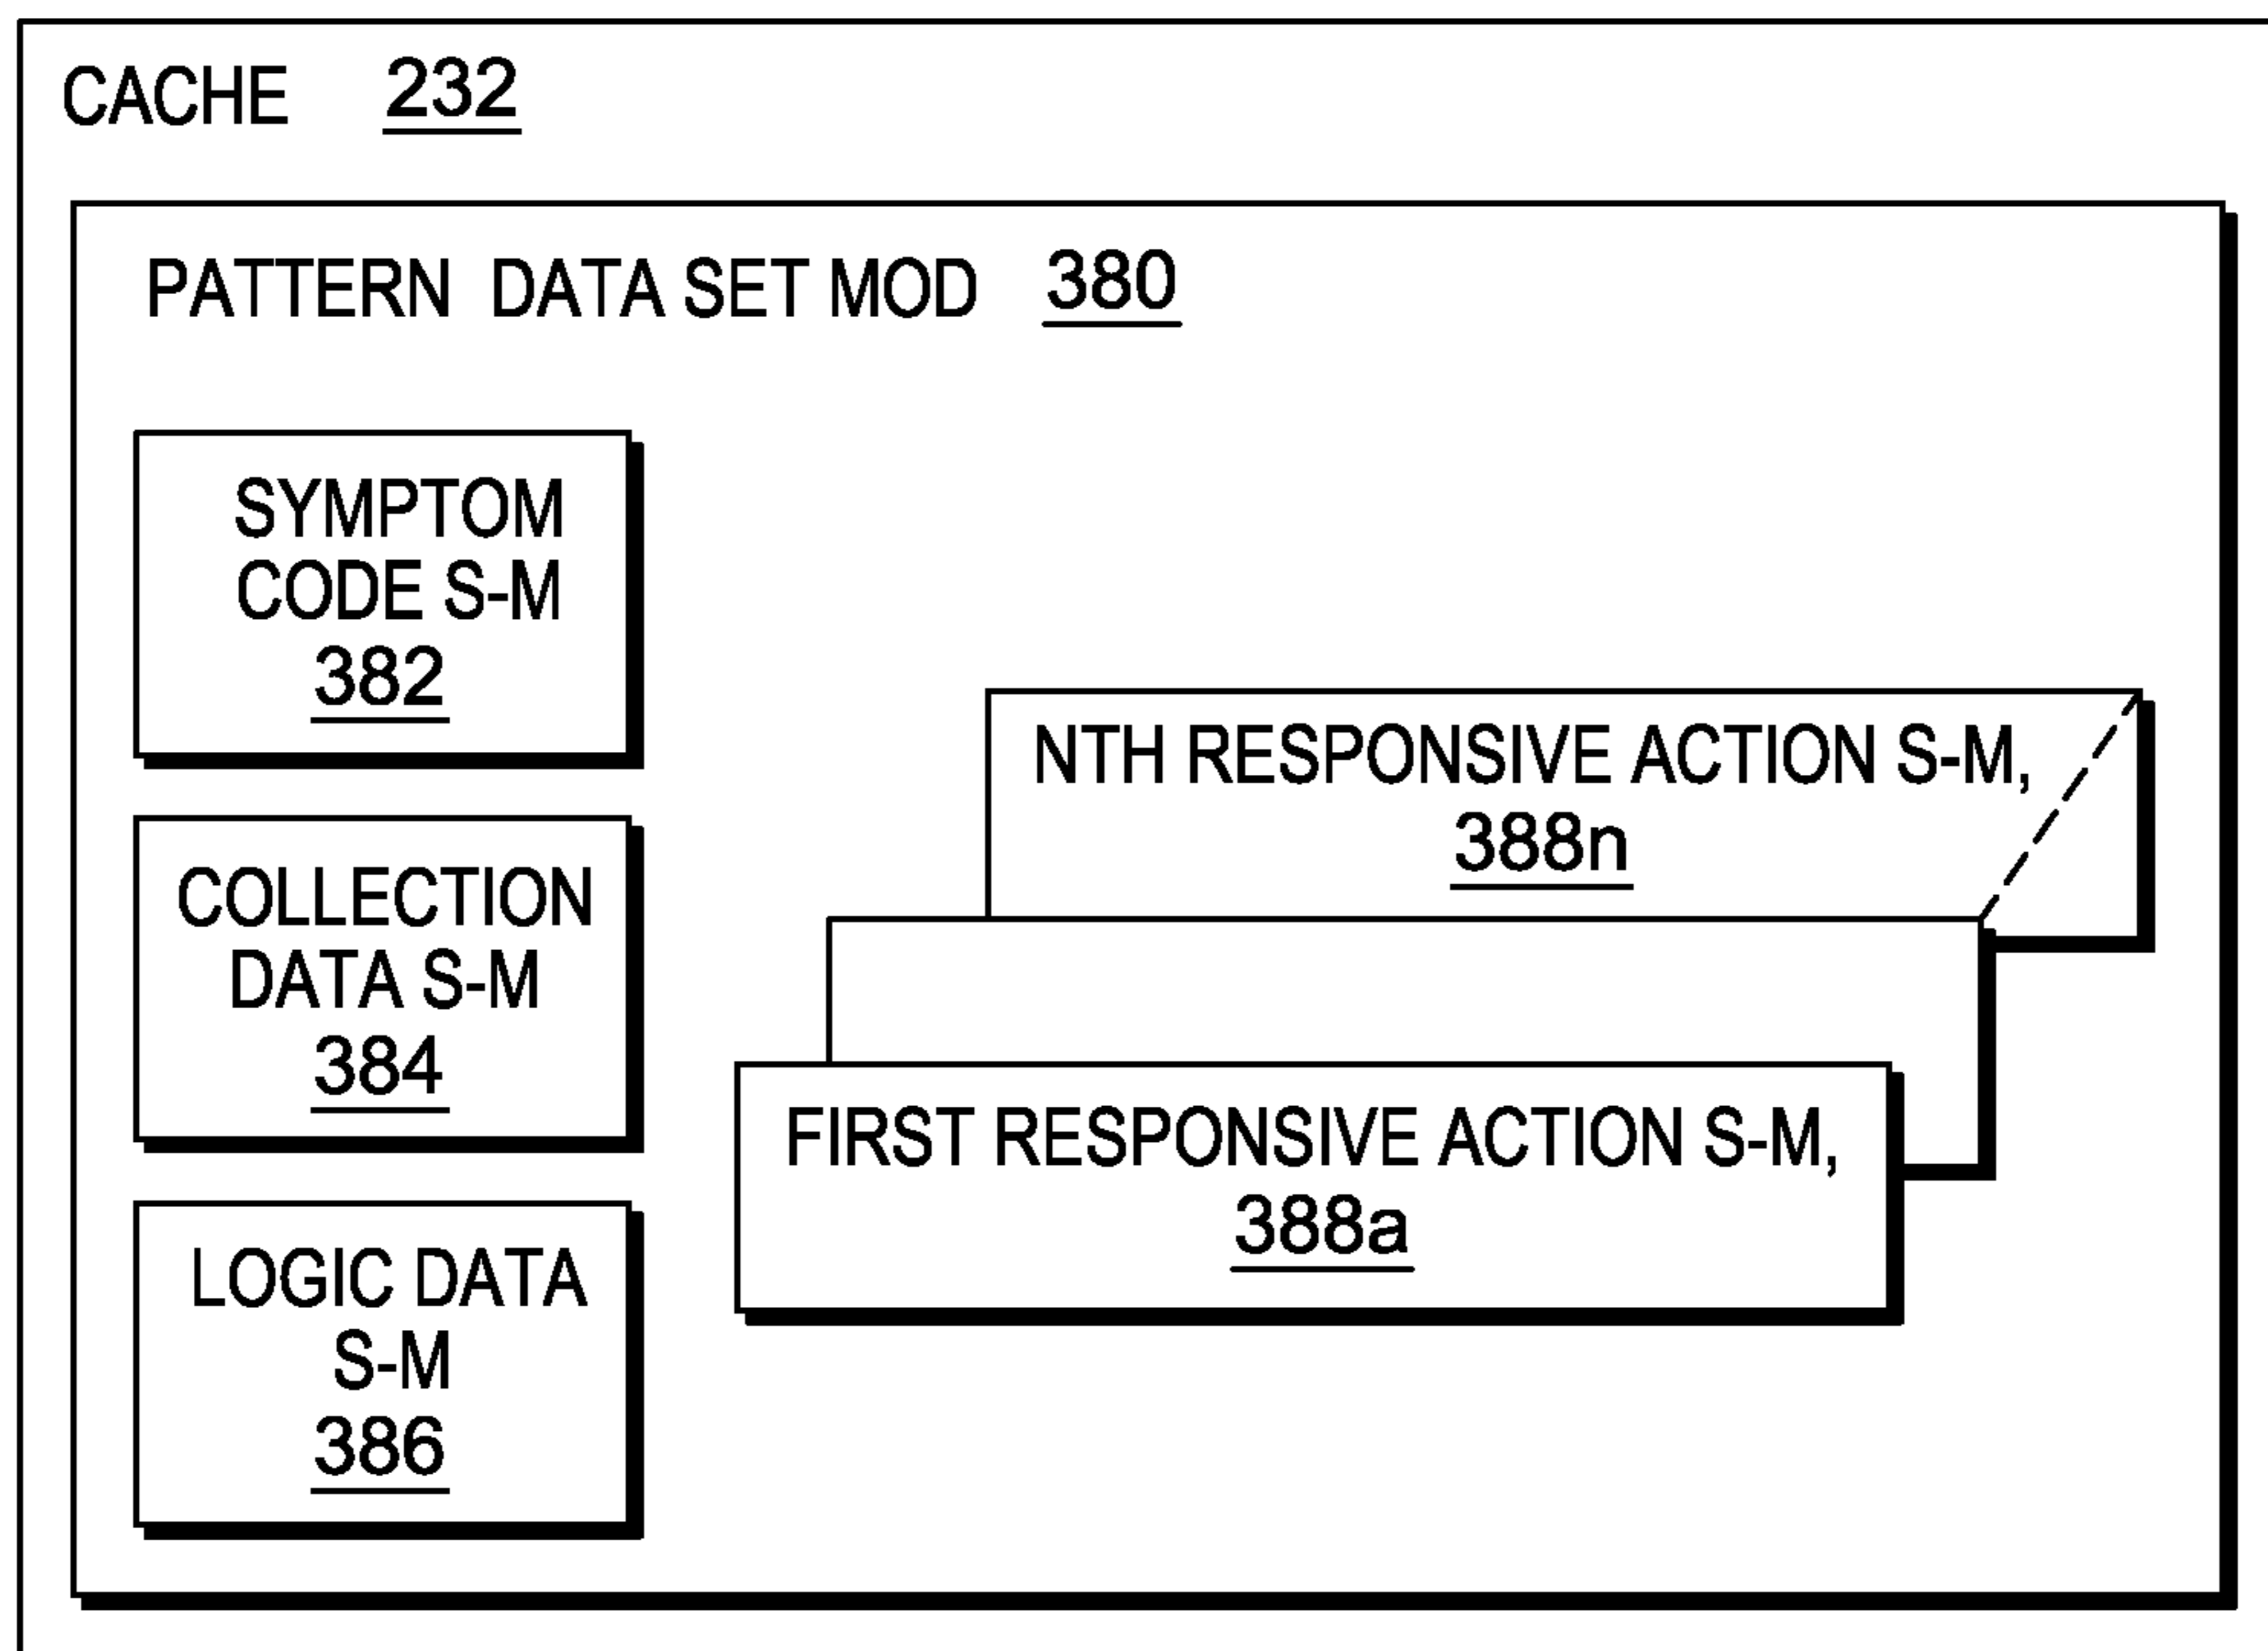 CACHE 232
PATTERN DATA SET MOD 380
SYMPTOM
CODE S-M
382
COLLECTION
DATA S-M
384
LOGIC DATA
S-M
386
NTH RESPONSIVE ACTION S-M,
388n
FIRST RESPONSIVE ACTION S-M,
388a